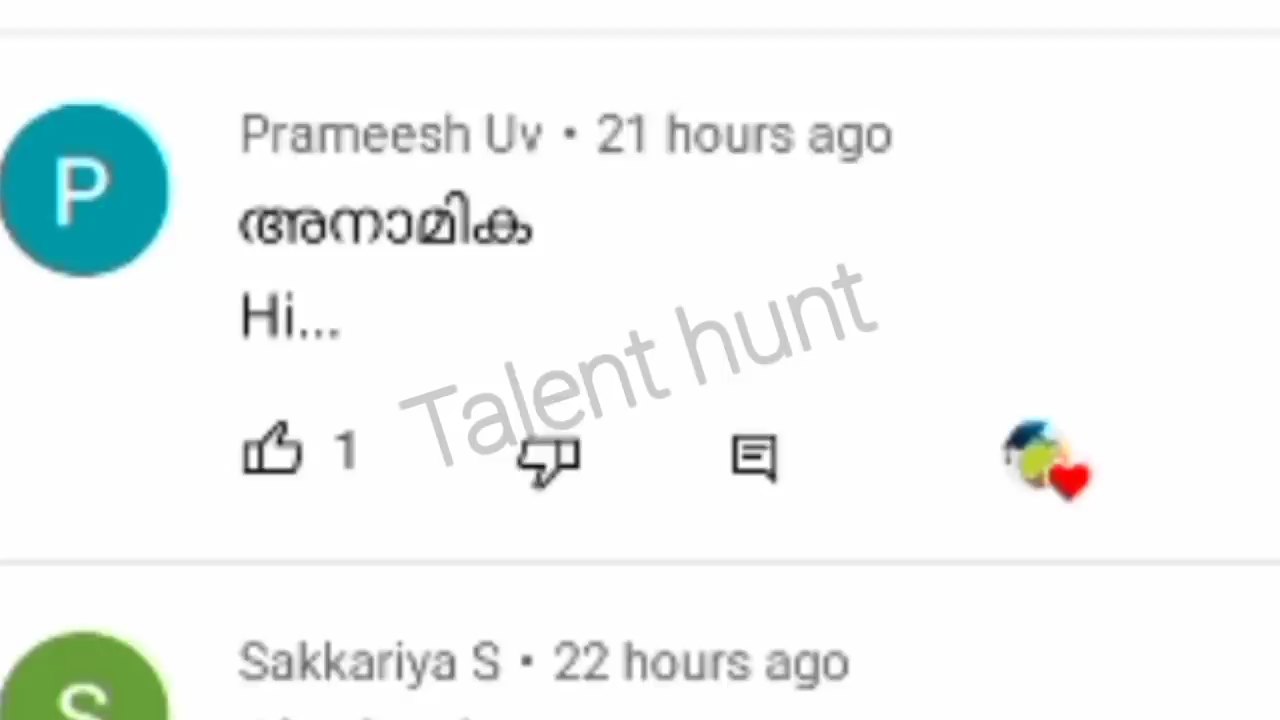 P
Prameesh Uv • 21 hours ago
അനാമിക
Hi...
Talent hunt
1
S
Sakkariya S • 22 hours ago